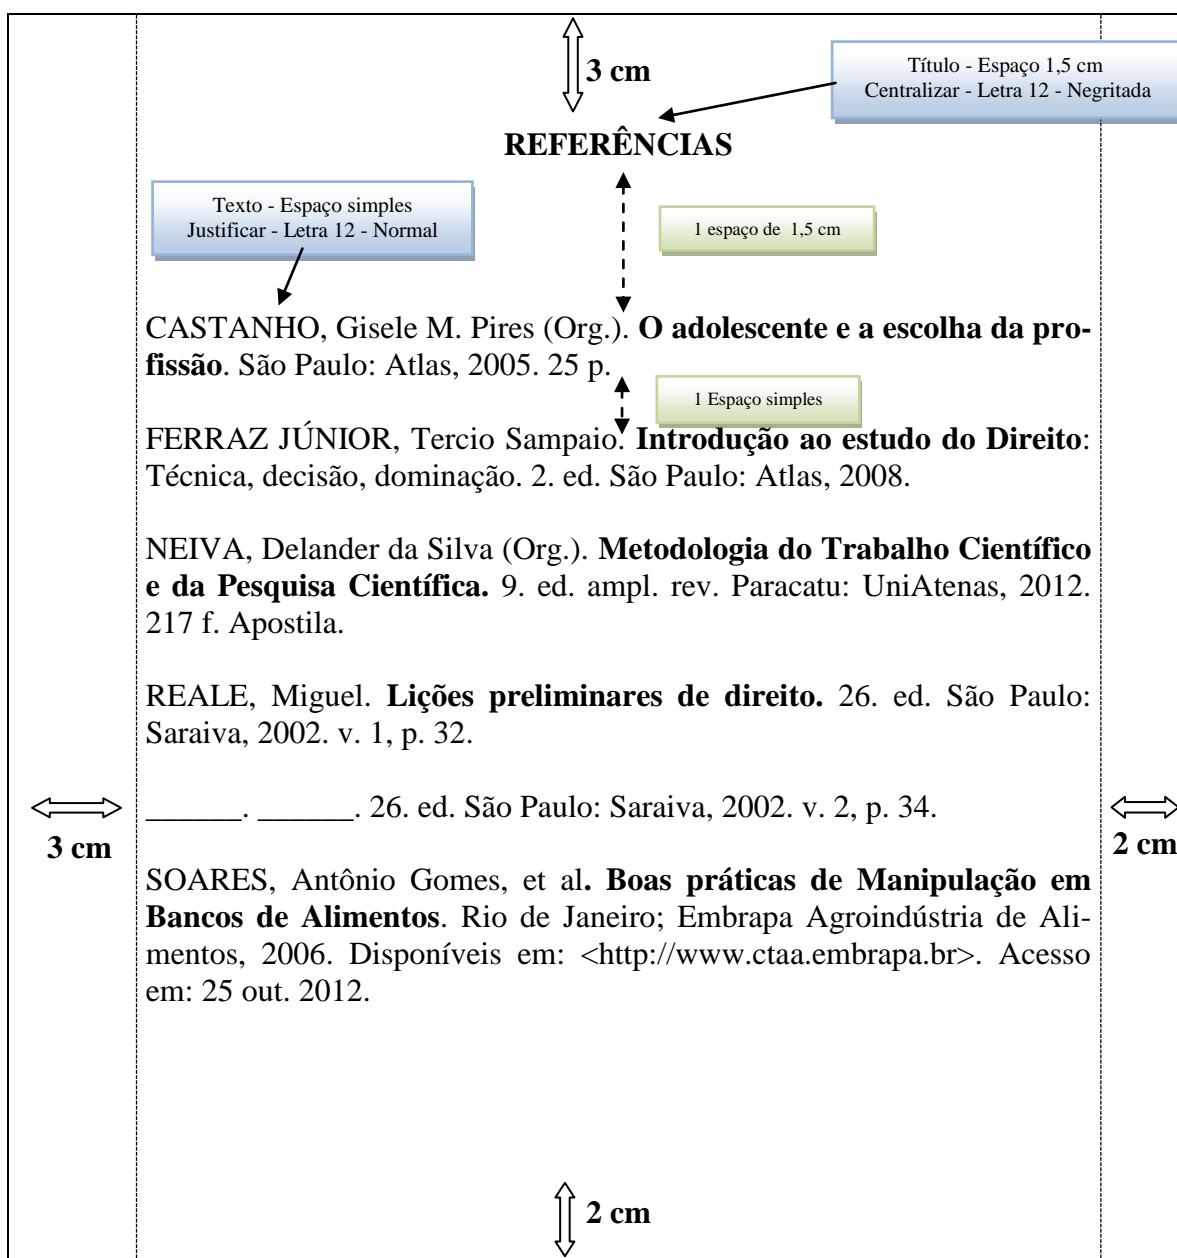 3 cm
Título - Espaço 1,5 cm
Centralizar - Letra 12 - Negritada
REFERÊNCIAS
Texto - Espaço simples
Justificar - Letra 12 - Normal
1 espaço de 1,5 cm
CASTANHO, Gisele M. Pires (Org.). O adolescente e a escolha da pro-
fissão. São Paulo: Atlas, 2005. 25 p.
1 Espaço simples
FERRAZ JÚNIOR, Tercio Sampaio. Introdução ao estudo do Direito:
Técnica, decisão, dominação. 2. ed. São Paulo: Atlas, 2008.
NEIVA, Delander da Silva (Org.). Metodologia do Trabalho Científico
e da Pesquisa Científica. 9. ed. ampl. rev. Paracatu: UniAtenas, 2012.
217 f. Apostila.
REALE, Miguel. Lições preliminares de direito. 26. ed. São Paulo:
Saraiva, 2002. v. 1, p. 32.
______. ______. 26. ed. São Paulo: Saraiva, 2002. v. 2, p. 34.
3 cm
2 cm
SOARES, Antônio Gomes, et al. Boas práticas de Manipulação em
Bancos de Alimentos. Rio de Janeiro; Embrapa Agroindústria de Ali-
mentos, 2006. Disponíveis em: <http://www.ctaa.embrapa.br>. Acesso
em: 25 out. 2012.
2 cm